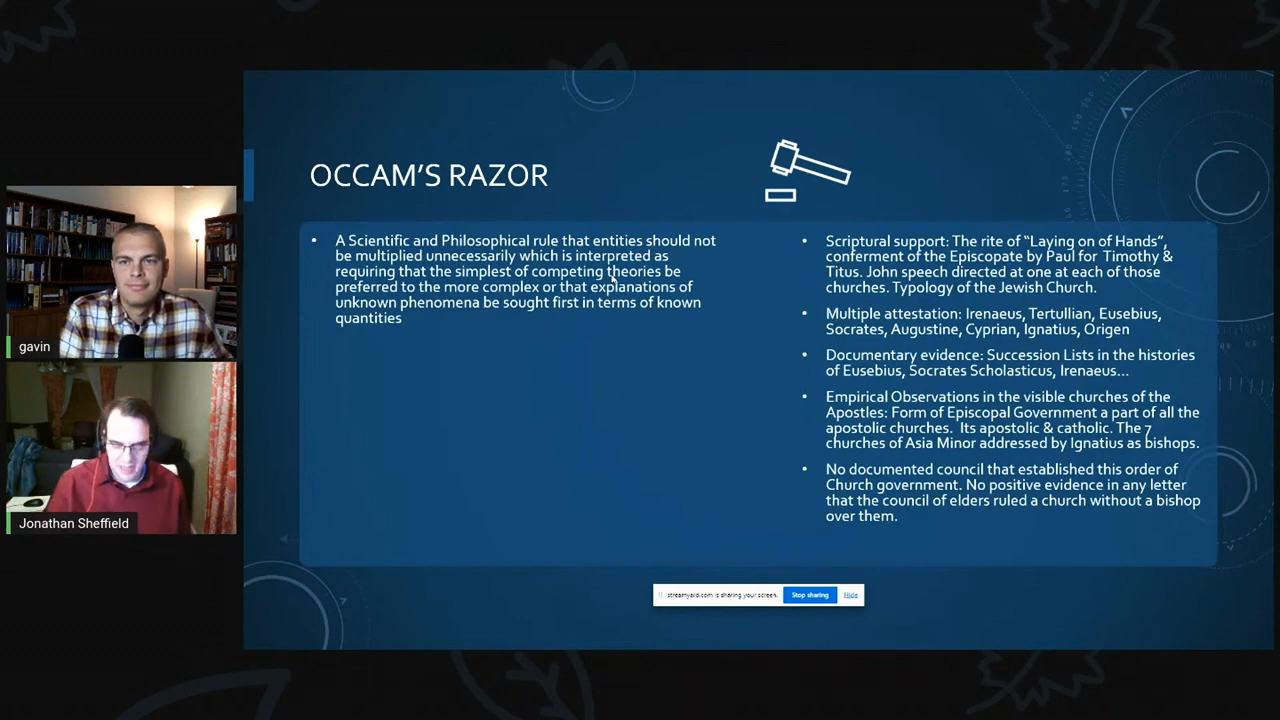 OCCAM'S RAZOR
• A Scientific and Philosophical rule that entities should not
be multiplied unnecessarily which is interpreted as
requiring that the simplest of competing theories be
preferred to the more complex or that explanations of
unknown phenomena be sought first in terms of known
quantities
• Scriptural support: The rite of "Laying on of Hands",
conferment of the Episcopate by Paul for Timothy &
Titus. John speech directed at one at each of those
churches. Typology of the Jewish Church.
• Multiple attestation: Irenaeus, Tertullian, Eusebius,
Socrates, Augustine, Cyprian, Ignatius, Origen
• Documentary evidence: Succession Lists in the histories
of Eusebius, Socrates Scholasticus, Irenaeus...
• Empirical Observations in the visible churches of the
Apostles: Form of Episcopal Government a part of all the
apostolic churches. Its apostolic & catholic. The 7
churches of Asia Minor addressed by Ignatius as bishops.
• No documented council that established this order of
Church government. No positive evidence in any letter
that the council of elders ruled a church without a bishop
over them.
gavin
Jonathan Sheffield
streamyard.com is sharing your screen.
Stop sharing
Hide